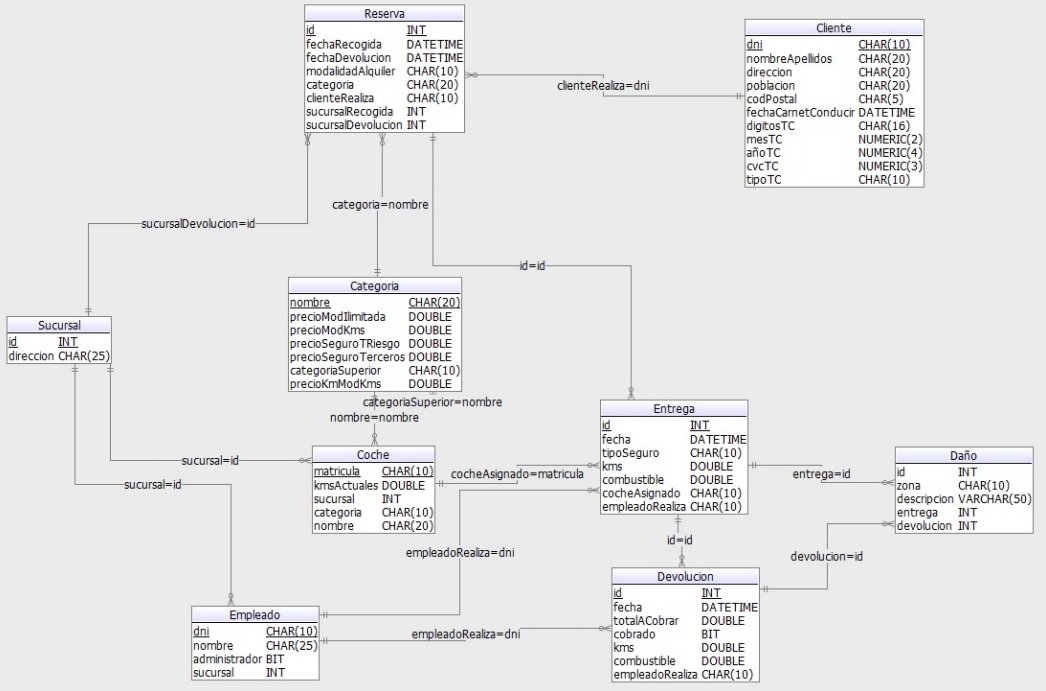 Reserva
id INT
fechaRecogida DATETIME
fechaDevolucion DATETIME
modalidadAlquiler CHAR(10)
categoria CHAR(20)
clienteRealiza CHAR(10)
sucursalRecogida INT
sucursalDevolucion INT
Cliente
dni CHAR(10)
nombreApellidos CHAR(20)
direccion CHAR(20)
poblacion CHAR(20)
codPostal CHAR(5)
fechaCarnetConducir DATETIME
digitosTC CHAR(16)
mesTC NUMERIC(2)
añoTC NUMERIC(4)
cvcTC NUMERIC(3)
tipoTC CHAR(10)
clienteRealiza=dni
categoria=nombre
sucursalDevolucion=id
id=id
Categoria
nombre CHAR(20)
precioModIlimitada DOUBLE
precioModKms DOUBLE
precioSeguroTRiesgo DOUBLE
precioSeguroTerceros DOUBLE
categoriaSuperior CHAR(10)
precioKmModKms DOUBLE
Sucursal
id INT
direccion CHAR(25)
categoriaSuperior=nombre
nombre=nombre
Entrega
id INT
fecha DATETIME
tipoSeguro CHAR(10)
kms DOUBLE
combustible DOUBLE
cocheAsignado CHAR(10)
empleadoRealiza CHAR(10)
Coche
matricula CHAR(10)
kmsActuales DOUBLE
sucursal INT
categoria CHAR(10)
nombre CHAR(20)
sucursal=id
sucursal=id
cocheAsignado=matricula
entrega=id
Daño
id INT
zona CHAR(10)
descripcion VARCHAR(50)
entrega INT
devolucion INT
id=id
empleadoRealiza=dni
devolucion=id
Devolucion
id INT
fecha DATETIME
totalACobrar DOUBLE
cobrado BIT
kms DOUBLE
combustible DOUBLE
empleadoRealiza CHAR(10)
Empleado
dni CHAR(10)
nombre CHAR(25)
administrador BIT
sucursal INT
empleadoRealiza=dni